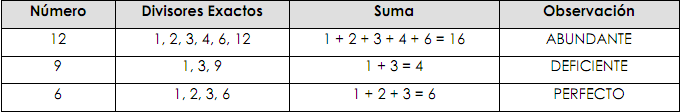 Número Divisores Exactos Suma Observación
12 1, 2, 3, 4, 6, 12 1 + 2 + 3 + 4 + 6 = 16 ABUNDANTE
9 1, 3, 9 1 + 3 = 4 DEFICIENTE
6 1, 2, 3, 6 1 + 2 + 3 = 6 PERFECTO